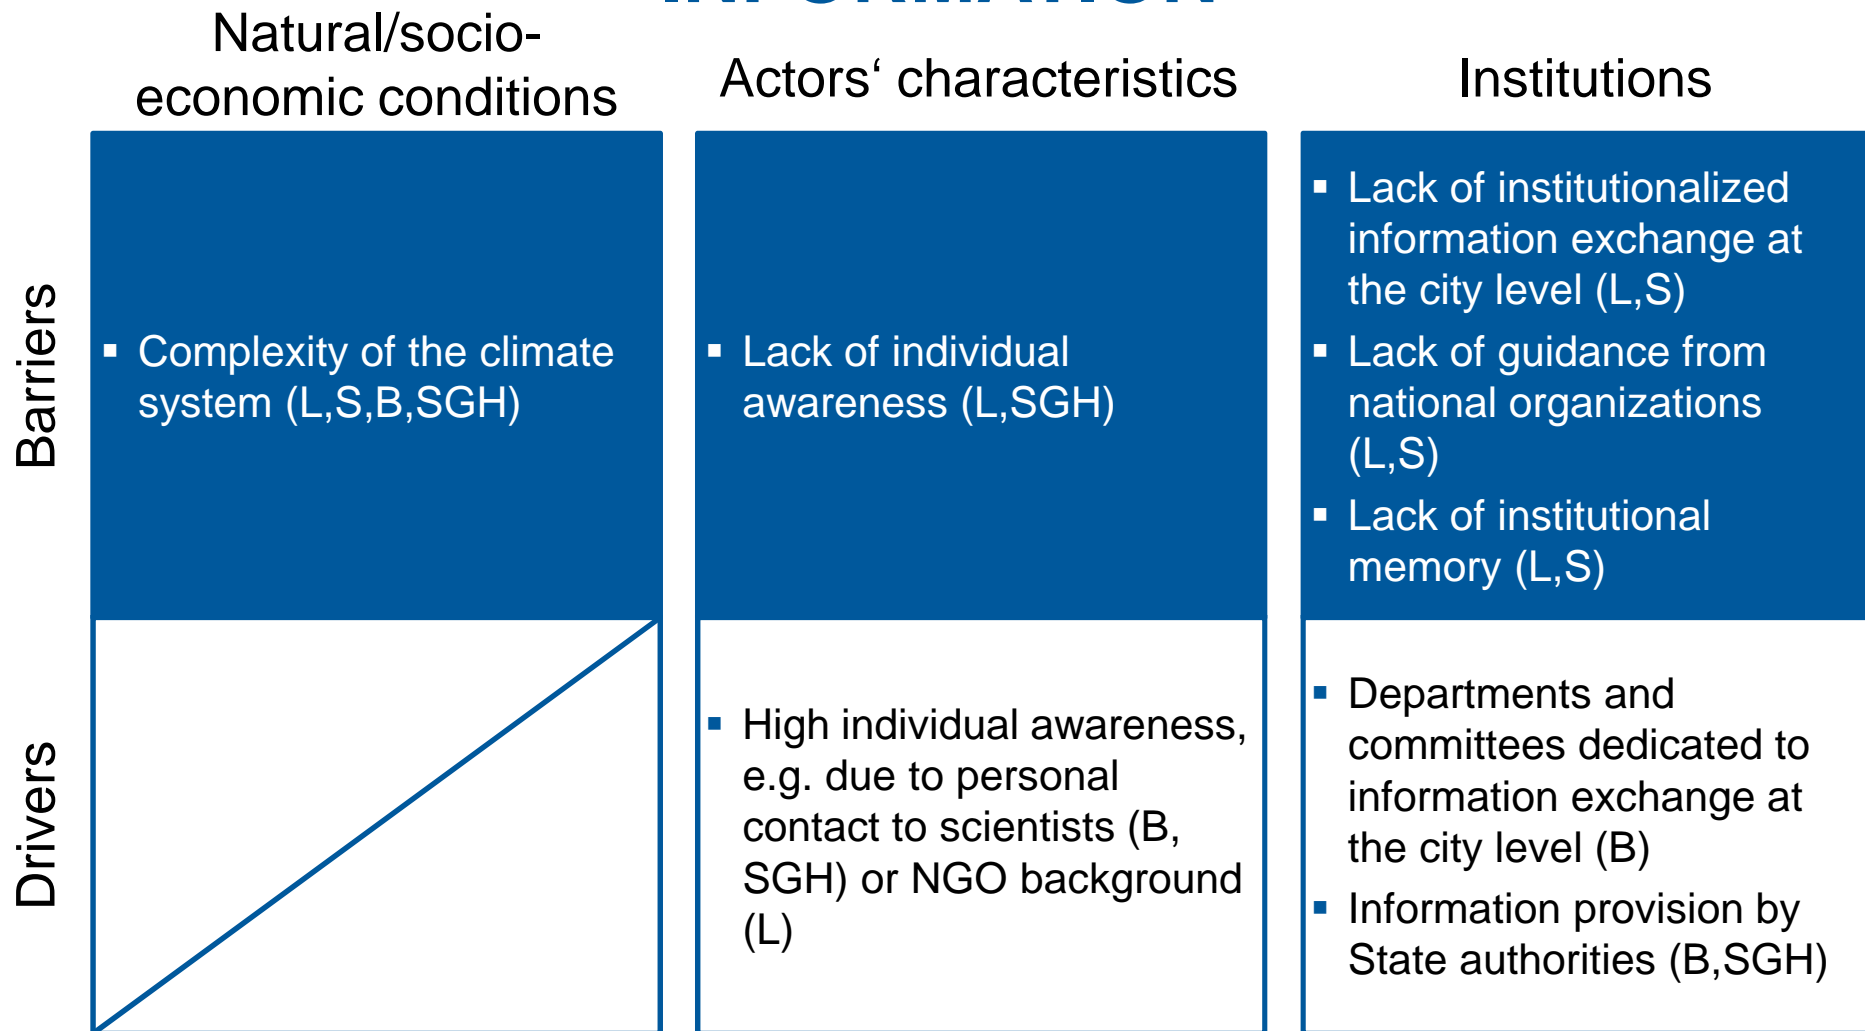 INFORMATION
Natural/socio-
economic conditions
Actors‘ characteristics
Institutions
Barriers
▪ Complexity of the climate
system (L,S,B,SGH)
▪ Lack of individual
awareness (L,SGH)
▪ Lack of institutionalized
information exchange at
the city level (L,S)
▪ Lack of guidance from
national organizations
(L,S)
▪ Lack of institutional
memory (L,S)
Drivers
▪ High individual awareness,
e.g. due to personal
contact to scientists (B,
SGH) or NGO background
(L)
▪ Departments and
committees dedicated to
information exchange at
the city level (B)
▪ Information provision by
State authorities (B,SGH)